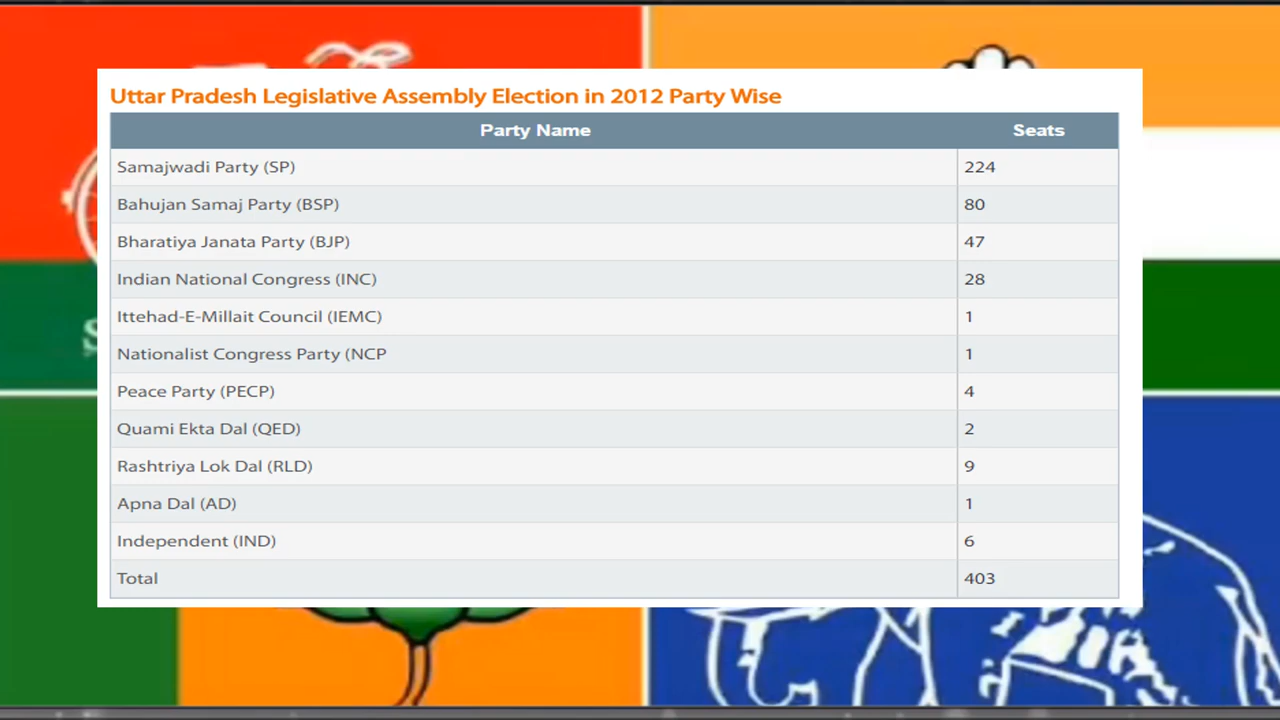 Uttar Pradesh Legislative Assembly Election in 2012 Party Wise
Party Name Seats
Samajwadi Party (SP) 224
Bahujan Samaj Party (BSP) 80
Bharatiya Janata Party (BJP) 47
Indian National Congress (INC) 28
Ittehad-E-Millait Council (IEMC) 1
Nationalist Congress Party (NCP 1
Peace Party (PECP) 4
Quami Ekta Dal (QED) 2
Rashtriya Lok Dal (RLD) 9
Apna Dal (AD) 1
Independent (IND) 6
Total 403